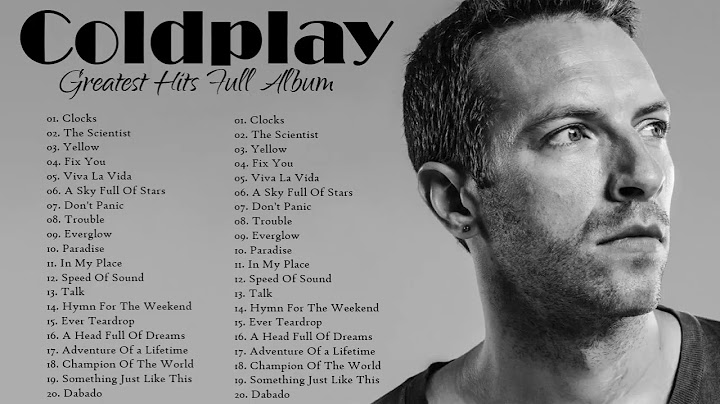 Coldplay
Greatest Hits Full Album
01. Clocks
02. The Scientist
03. Yellow
04. Fix You
05. Viva La Vida
06. A Sky Full Of Stars
07. Don't Panic
08. Trouble
09. Everglow
10. Paradise
11. In My Place
12. Speed Of Sound
13. Talk
14. Hymn For The Weekend
15. Ever Teardrop
16. A Head Full Of Dreams
17. Adventure Of a Lifetime
18. Champion Of The World
19. Something Just Like This
20. Dabado
01. Clocks
02. The Scientist
03. Yellow
04. Fix You
05. Viva La Vida
06. A Sky Full Of Stars
07. Don't Panic
08. Trouble
09. Everglow
10. Paradise
11. In My Place
12. Speed Of Sound
13. Talk
14. Hymn For The Weekend
15. Ever Teardrop
16. A Head Full Of Dreams
17. Adventure Of a Lifetime
18. Champion Of The World
19. Something Just Like This
20. Dabado